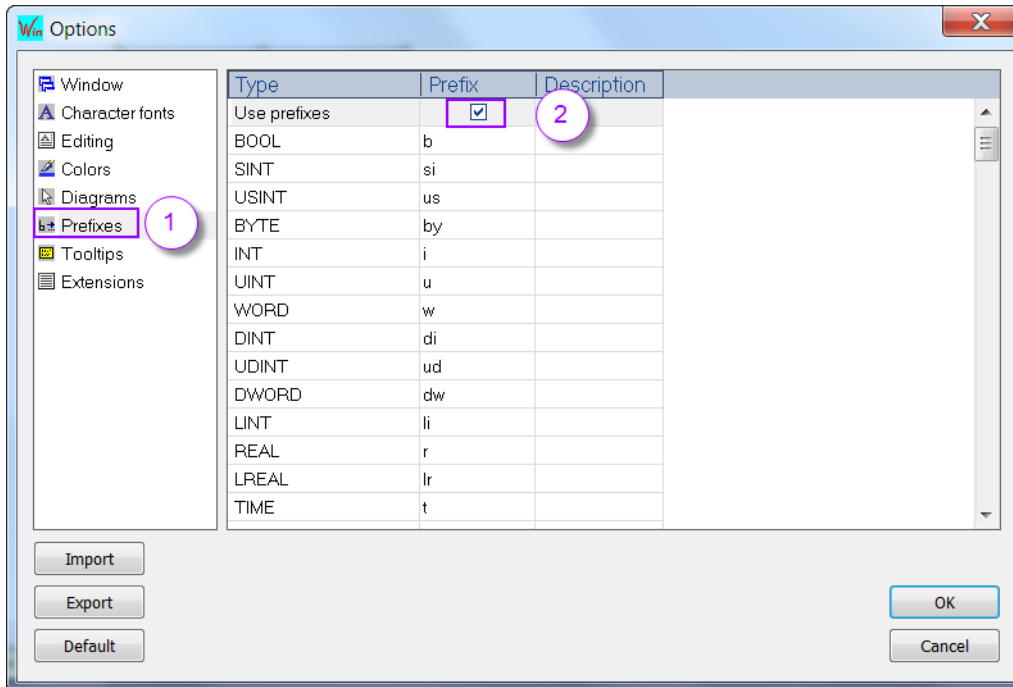 Win Options
X
Window
Character fonts
Editing
Colors
Diagrams
Prefixes
Tooltips
Extensions
1
Type Prefix Description
Use prefixes 2
BOOL b
SINT si
USINT us
BYTE by
INT i
UINT u
WORD w
DINT di
UDINT ud
DWORD dw
LINT li
REAL r
LREAL lr
TIME t
Import
Export
Default
OK
Cancel